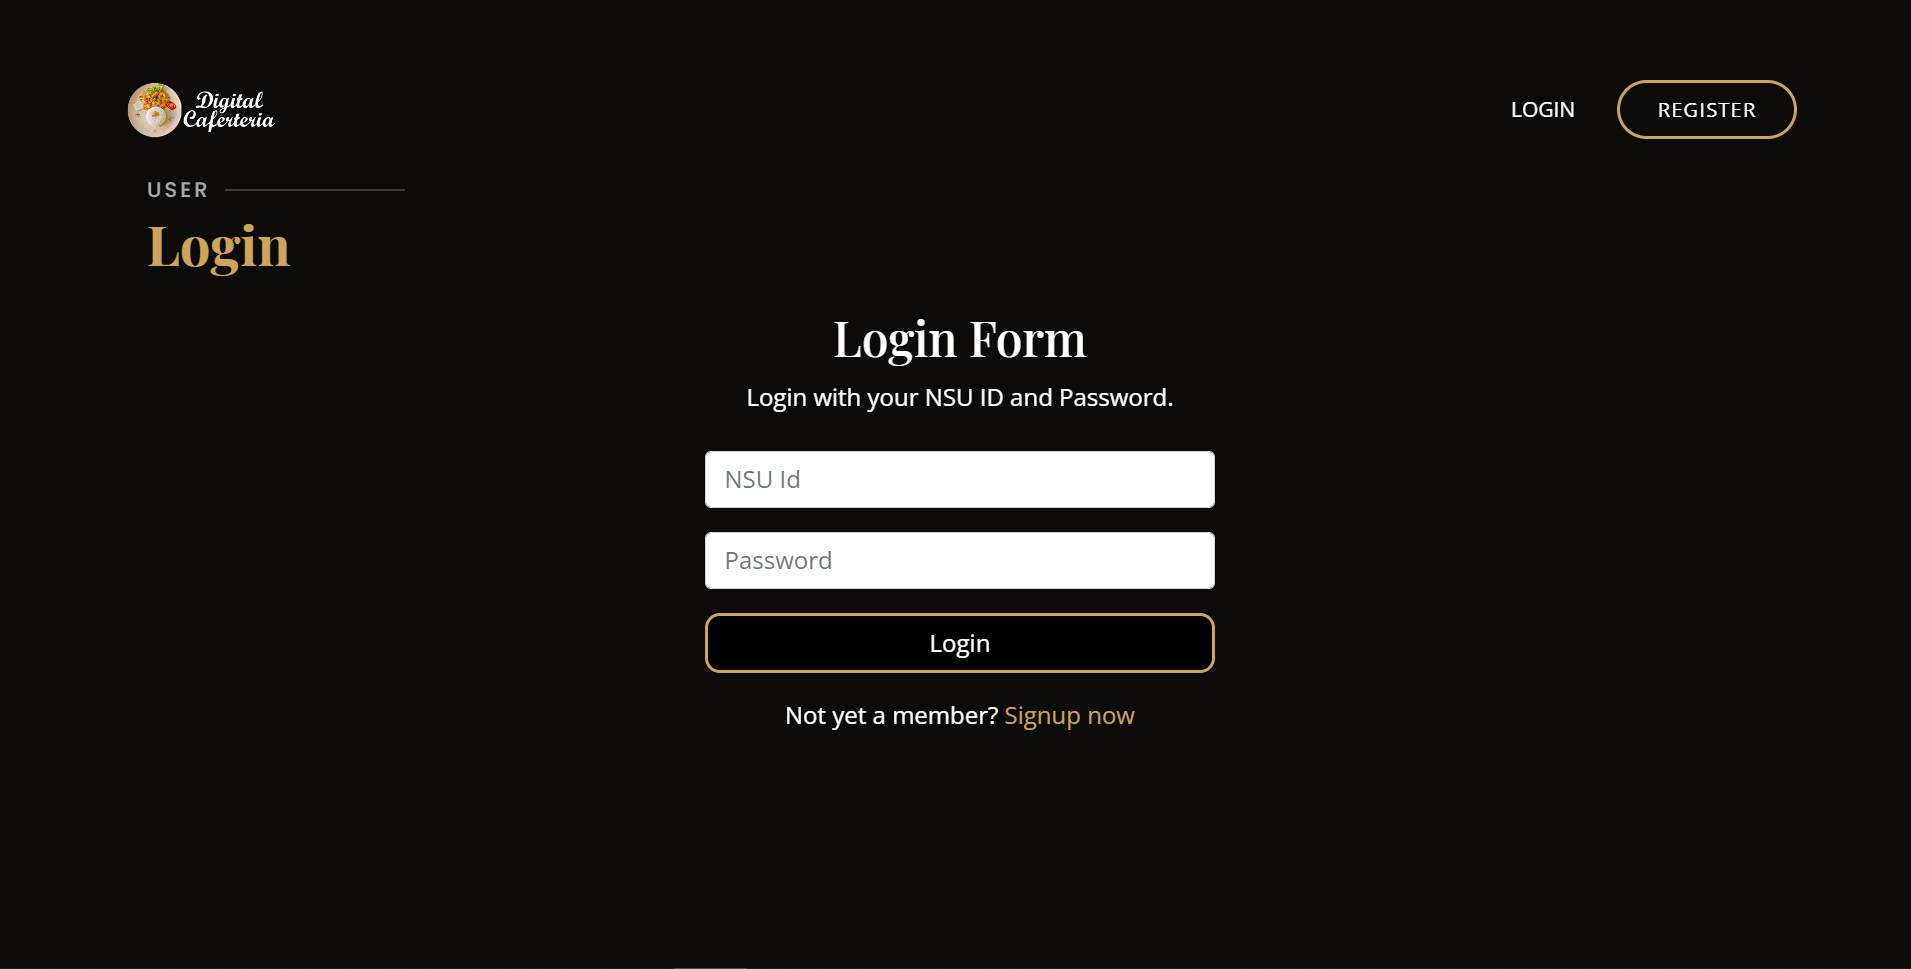 Digital
Caferteria
LOGIN
REGISTER
USER
Login
Login Form
Login with your NSU ID and Password.
NSU Id
Password
Login
Not yet a member? Signup now